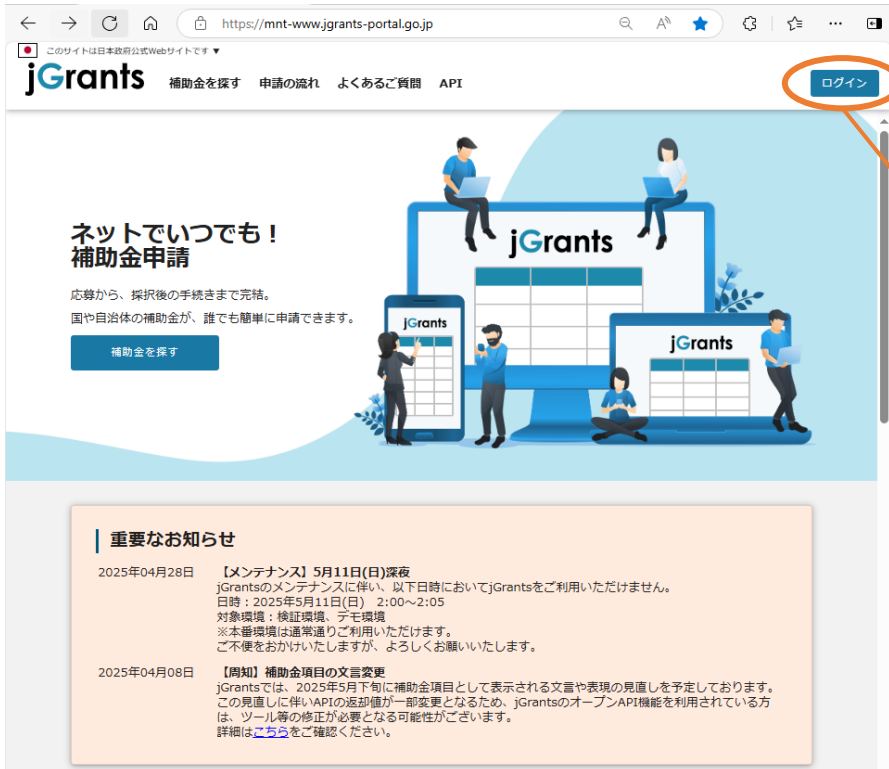 https://mnt-www.jgrants-portal.go.jp
このサイトは日本政府公式Webサイトです ▼
jGrants 補助金を探す 申請の流れ よくあるご質問 API ログイン
jGrants
ネットでいつでも！
補助金申請
応募から、採択後の手続きまで完結。
国や自治体の補助金が、誰でも簡単に申請できます。
jGrants
jGrants
補助金を探す
重要なお知らせ
2025年04月28日 【メンテナンス】5月11日(日)深夜
jGrantsのメンテナンスに伴い、以下日時においてjGrantsをご利用いただけません。
日時：2025年5月11日(日) 2:00～2:05
対象環境：検証環境、デモ環境
※本番環境は通常通りご利用いただけます。
ご不便をおかけいたしますが、よろしくお願いいたします。
2025年04月08日 【周知】補助金項目の文言変更
jGrantsでは、2025年5月下旬に補助金項目として表示される文言や表現の見直しを予定しております。
この見直しに伴いAPIの返却値が一部変更となるため、jGrantsのオープンAPI機能を利用されている方
は、ツール等の修正が必要となる可能性がございます。
詳細はこちらをご確認ください。